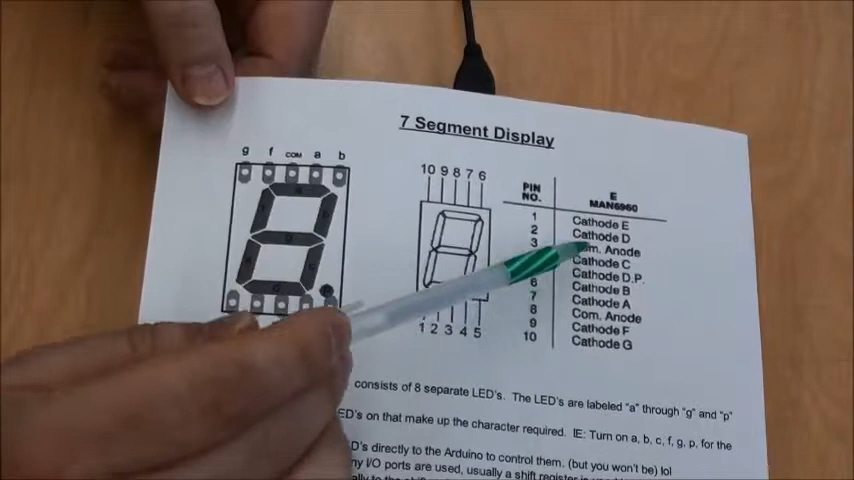 7 Segment Display
g f COM a b
10 9 8 7 6
1 2 3 4 5
PIN NO.
E
MAN6960
1 Cathode E
2 Cathode D
3 om. Anode
Cathode C
Cathode D.P.
6 Cathode B
7 Cathode A
8 Com. Anode
9 Cathode F
10 Cathode G
consists of 8 separate LED's. The LED's are labeled "a" through "g" and "p"
ED's on that make up the character required. IE: Turn on a, b, c, f, g, p, for the
D's directly to the Arduino to control them. (but you won't be) lol
ny I/O ports are used, usually a shift register